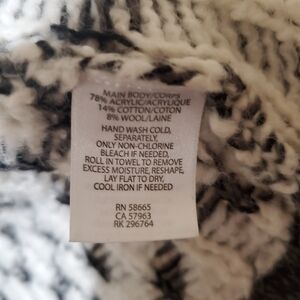 MAIN BODY/CORPS
78% ACRYLIC/ACRYLIQUE
14% COTTON/COTON
8% WOOL/LAINE
HAND WASH COLD,
SEPARATELY,
ONLY NON-CHLORINE
BLEACH IF NEEDED,
ROLL IN TOWEL TO REMOVE
EXCESS MOISTURE, RESHAPE,
LAY FLAT TO DRY,
COOL IRON IF NEEDED
RN 58665
CA 57963
RK 296764